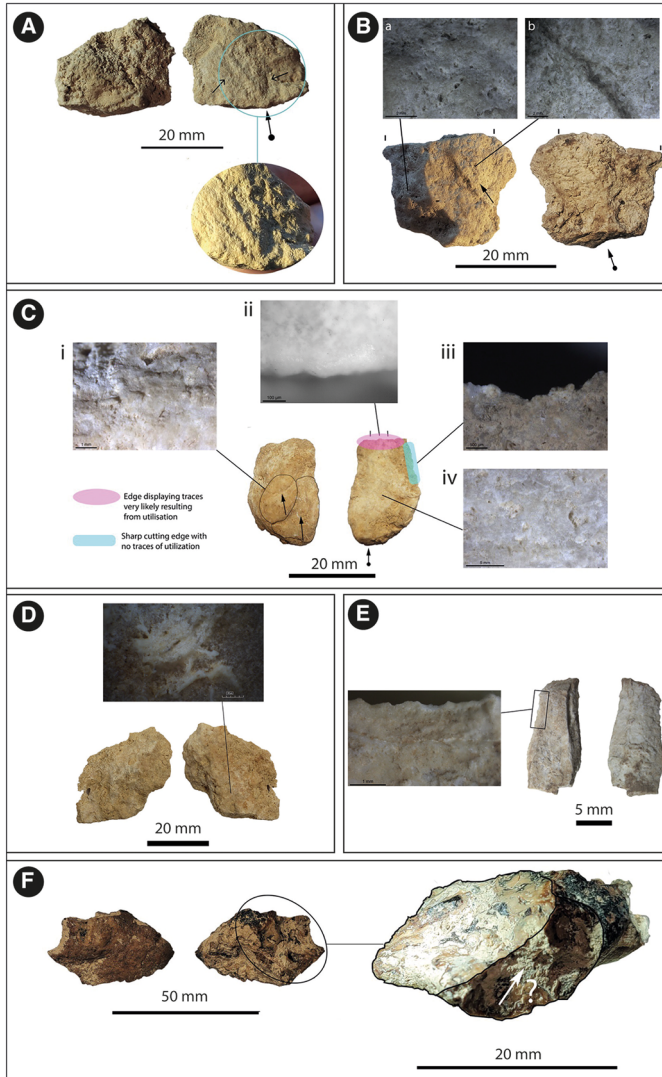 A
20 mm
B
a
b
20 mm
C
i
ii
iii
iv
Edge displaying traces
very likely resulting
from utilisation
Sharp cutting edge with
no traces of utilization
20 mm
D
20 mm
E
5 mm
F
50 mm
?
20 mm